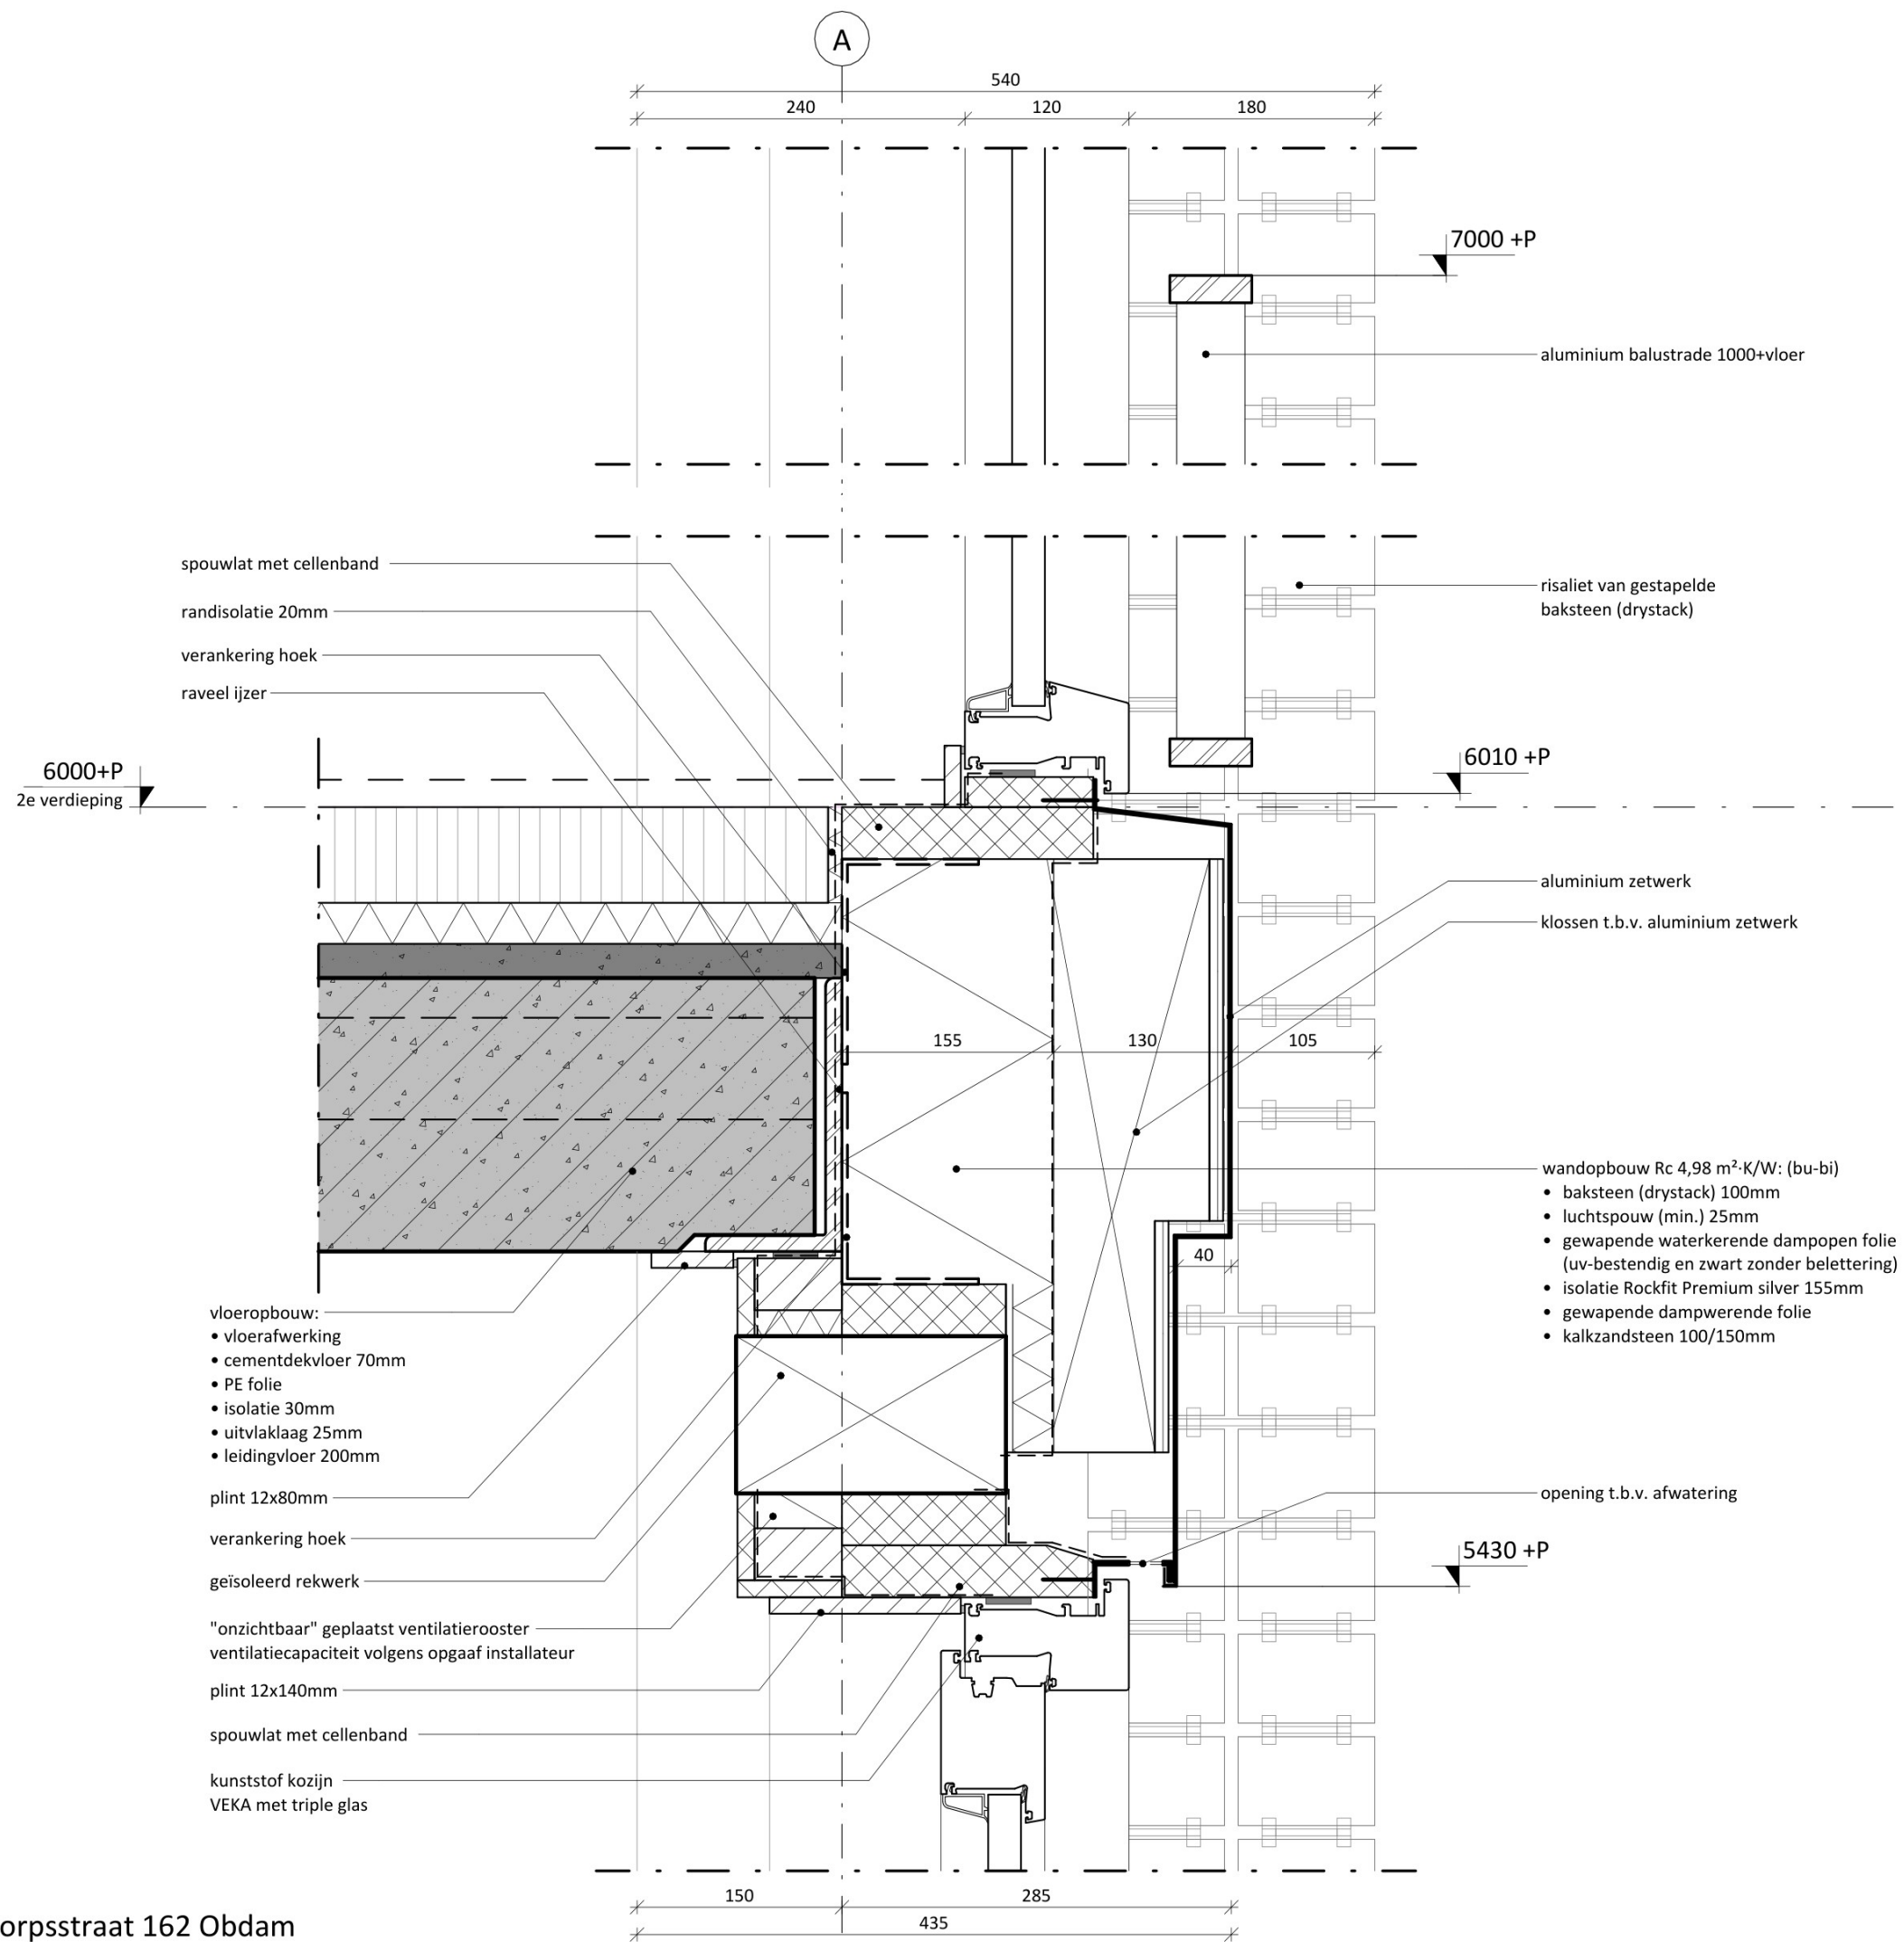 A
540
240
120
180
7000 +P
aluminium balustrade 1000+vloer
spouwlat met cellenband
randisolatie 20mm
verankering hoek
raveel ijzer
risaliet van gestapelde
baksteen (drystack)
6000+P
2e verdieping
6010 +P
aluminium zetwerk
klossen t.b.v. aluminium zetwerk
155
130
105
wandopbouw Rc 4,98 m²·K/W: (bu-bi)
• baksteen (drystack) 100mm
• luchtspouw (min.) 25mm
• gewapende waterkerende dampopen folie
(uv-bestendig en zwart zonder belettering)
• isolatie Rockfit Premium silver 155mm
• gewapende dampwerende folie
• kalkzandsteen 100/150mm
40
vloeropbouw:
• vloerafwerking
• cementdekvloer 70mm
• PE folie
• isolatie 30mm
• uitvlaklaag 25mm
• leidingvloer 200mm
plint 12x80mm
verankering hoek
geïsoleerd rekwerk
"onzichtbaar" geplaatst ventilatierooster
ventilatiecapaciteit volgens opgaaf installateur
plint 12x140mm
spouwlat met cellenband
kunststof kozijn
VEKA met triple glas
opening t.b.v. afwatering
5430 +P
150
285
435
orpsstraat 162 Obdam